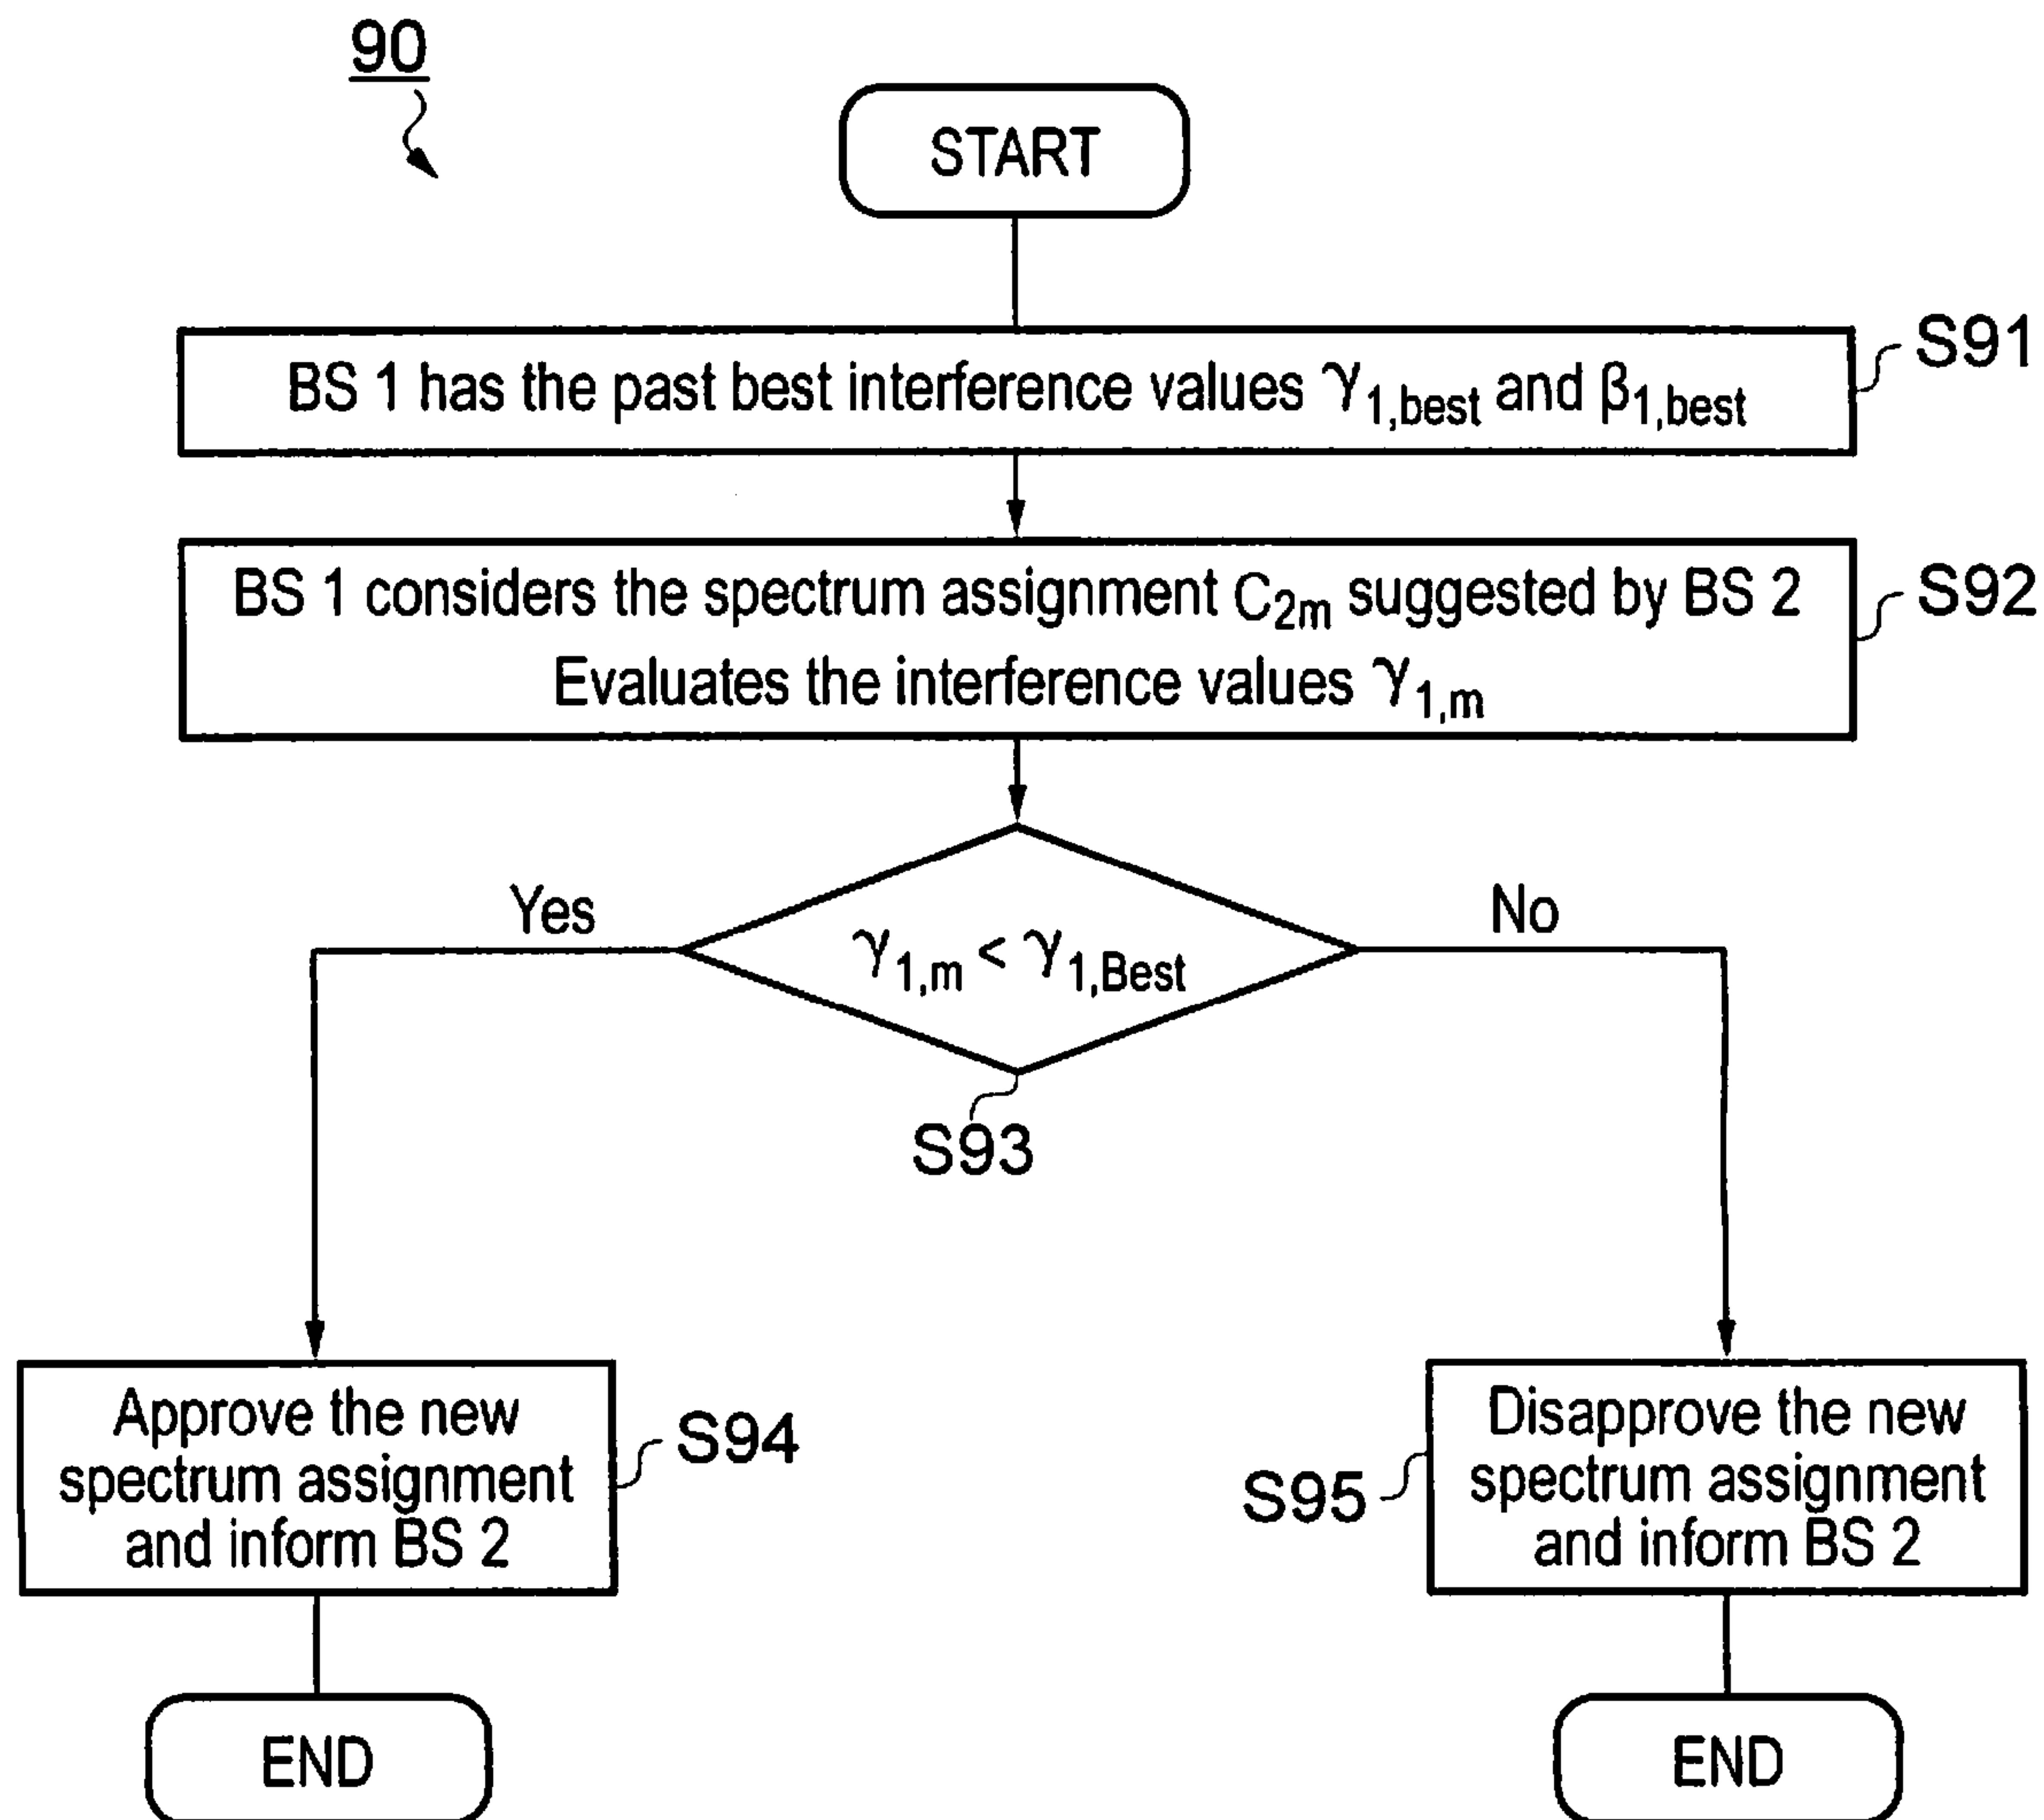 90
START
BS 1 has the past best interference values γ1,best and β1,best
S91
BS 1 considers the spectrum assignment C2m suggested by BS 2
Evaluates the interference values γ1,m
S92
Yes
γ1,m < γ1,Best
No
S93
Approve the new
spectrum assignment
and inform BS 2
S94
S95
Disapprove the new
spectrum assignment
and inform BS 2
END
END